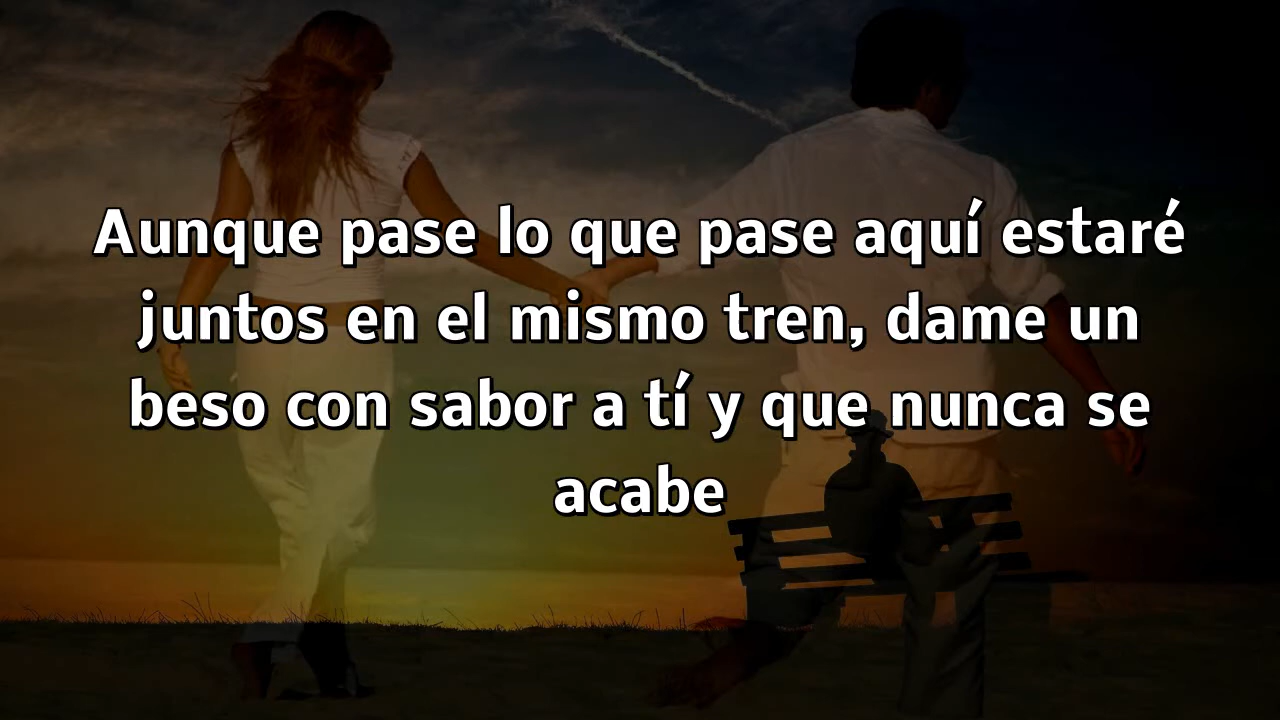 Aunque pase lo que pase aquí estaré
juntos en el mismo tren, dame un
beso con sabor a tí y que nunca se
acabe